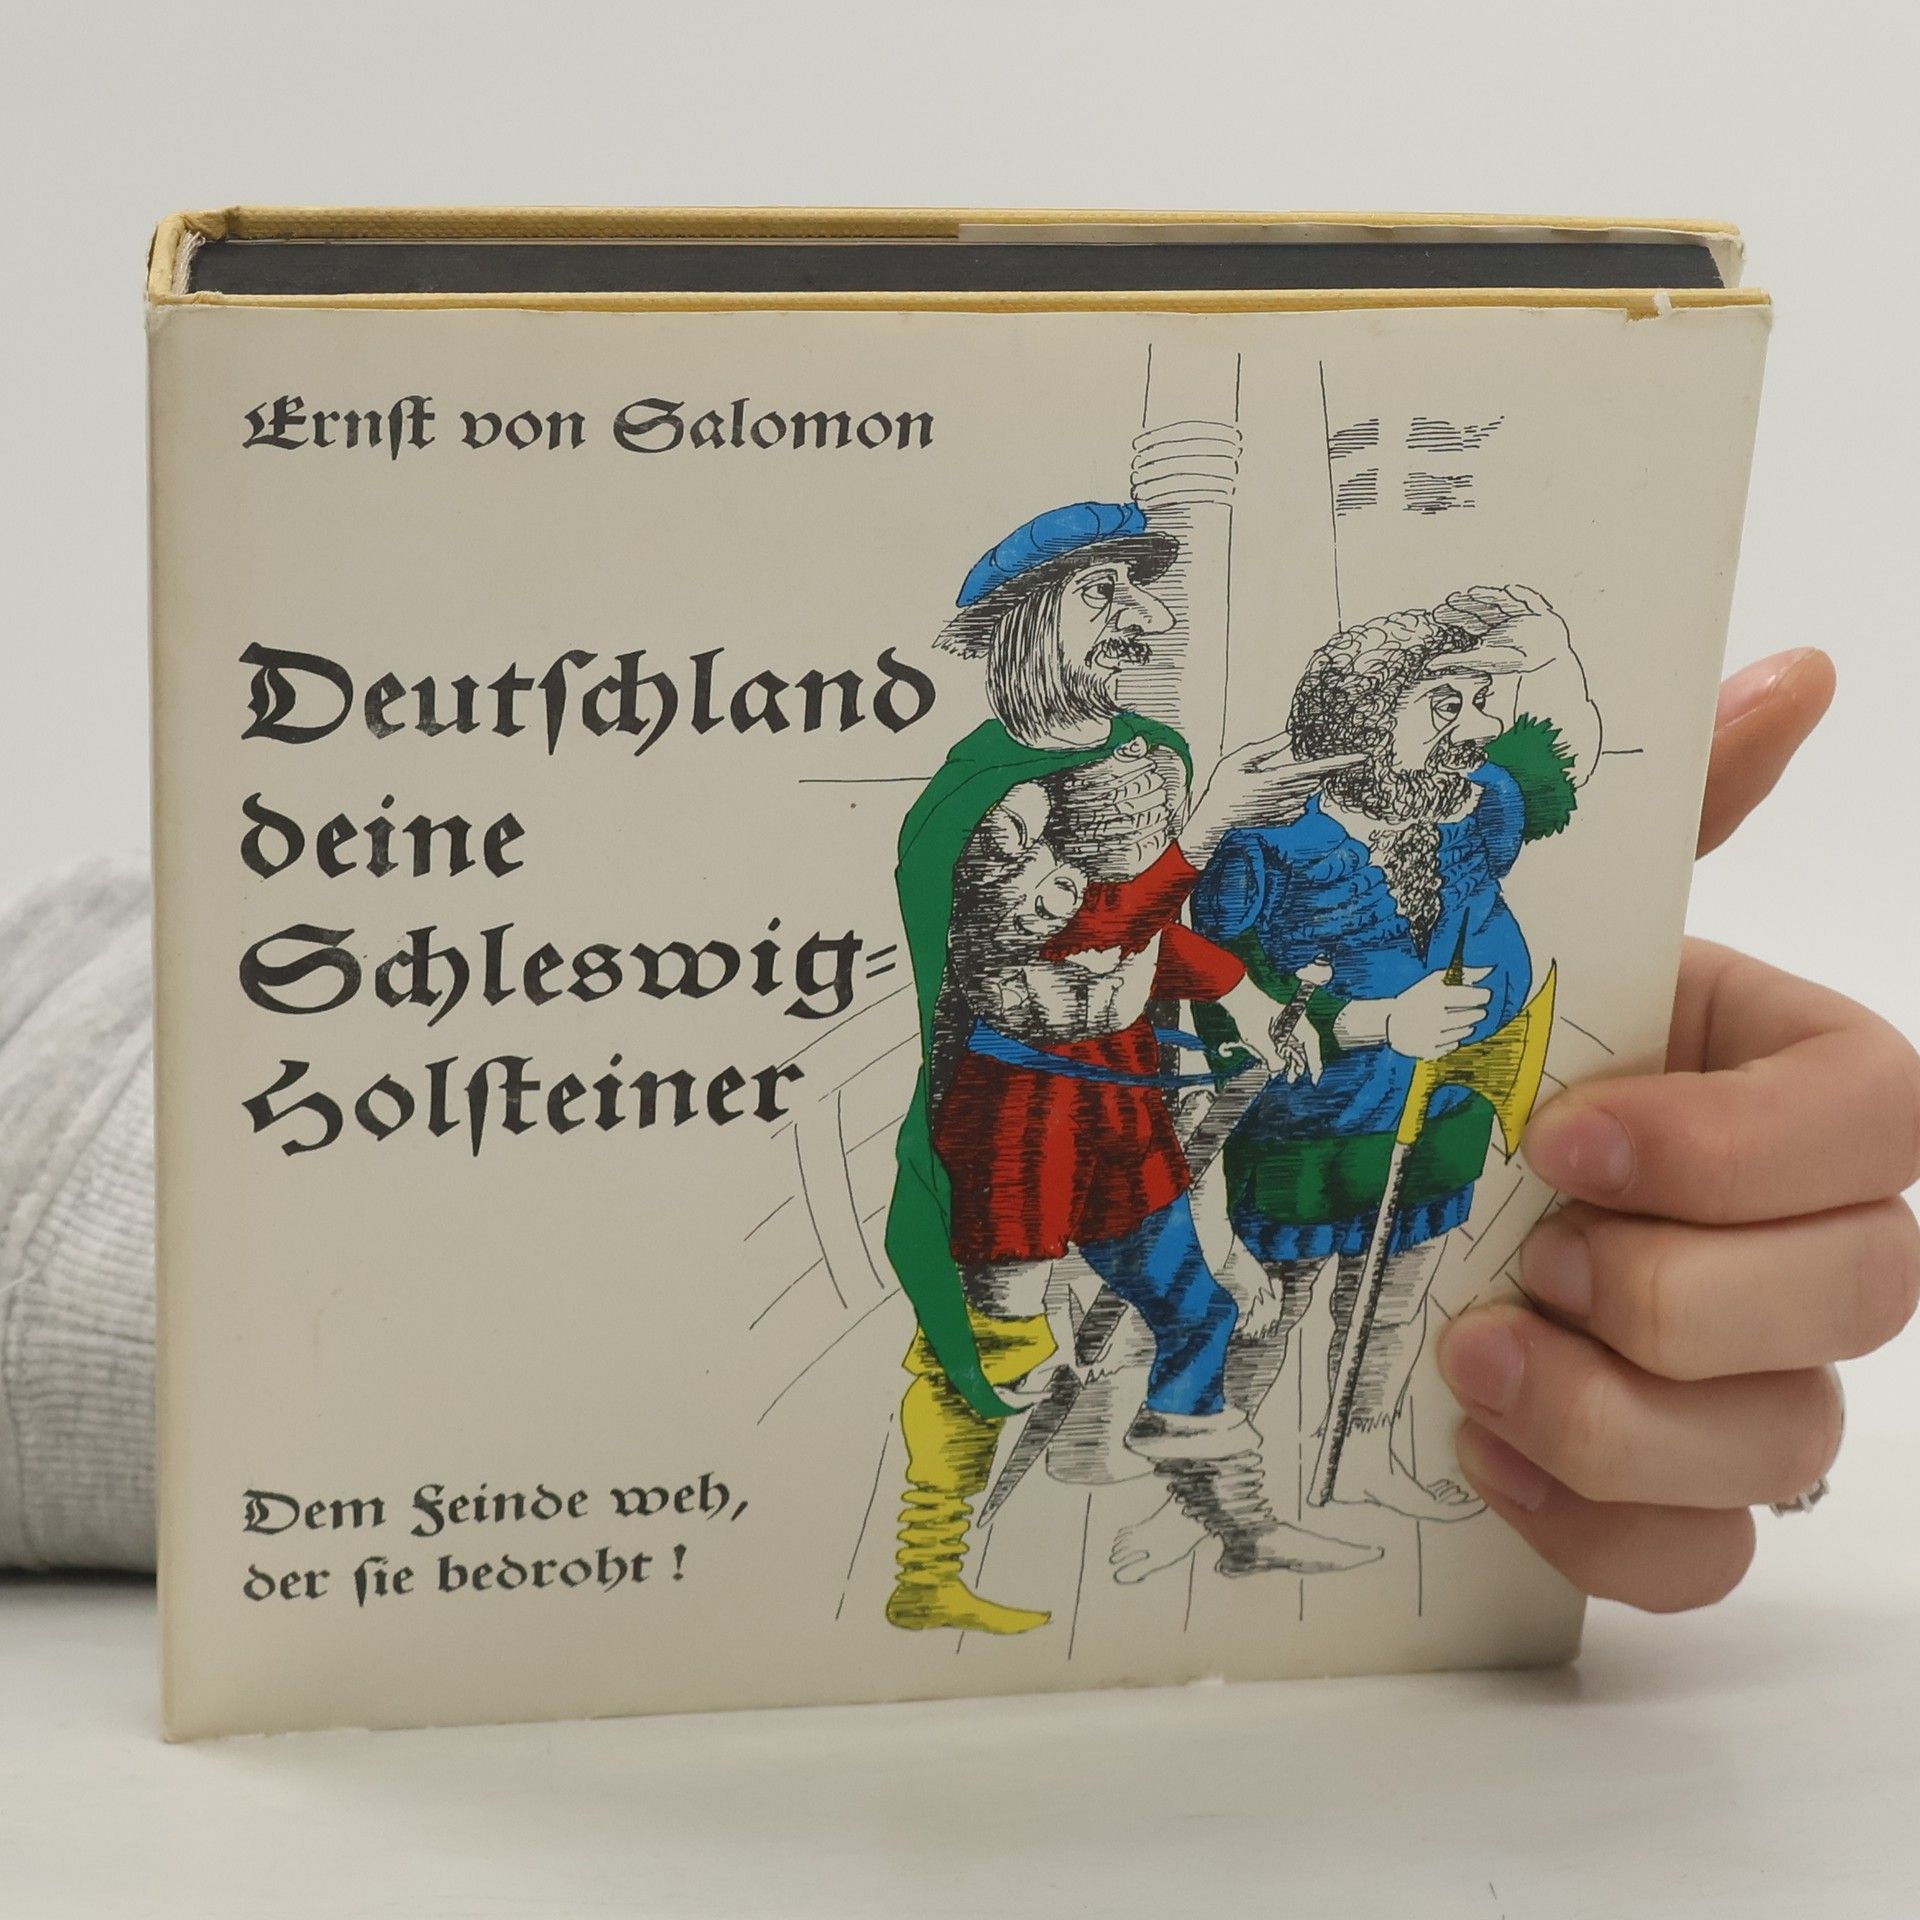 Ernst von Salomon
Deutschland
deine
Schleswig=
Holsteiner
Dem Feinde weh,
der sie bedroht !